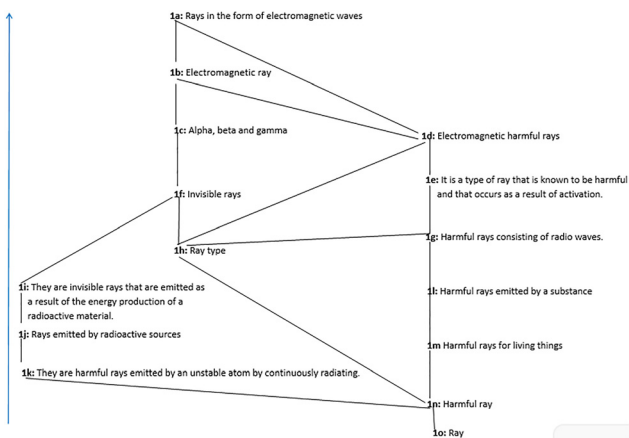 1a: Rays in the form of electromagnetic waves
1b: Electromagnetic ray
1c: Alpha, beta and gamma
1d: Electromagnetic harmful rays
1e: It is a type of ray that is known to be harmful
and that occurs as a result of activation.
1f: Invisible rays
1g: Harmful rays consisting of radio waves.
1h: Ray type
1i: They are invisible rays that are emitted as
a result of the energy production of a
radioactive material.
1l: Harmful rays emitted by a substance
1j: Rays emitted by radioactive sources
1m Harmful rays for living things
1k: They are harmful rays emitted by an unstable atom by continuously radiating.
1n: Harmful ray
1o: Ray